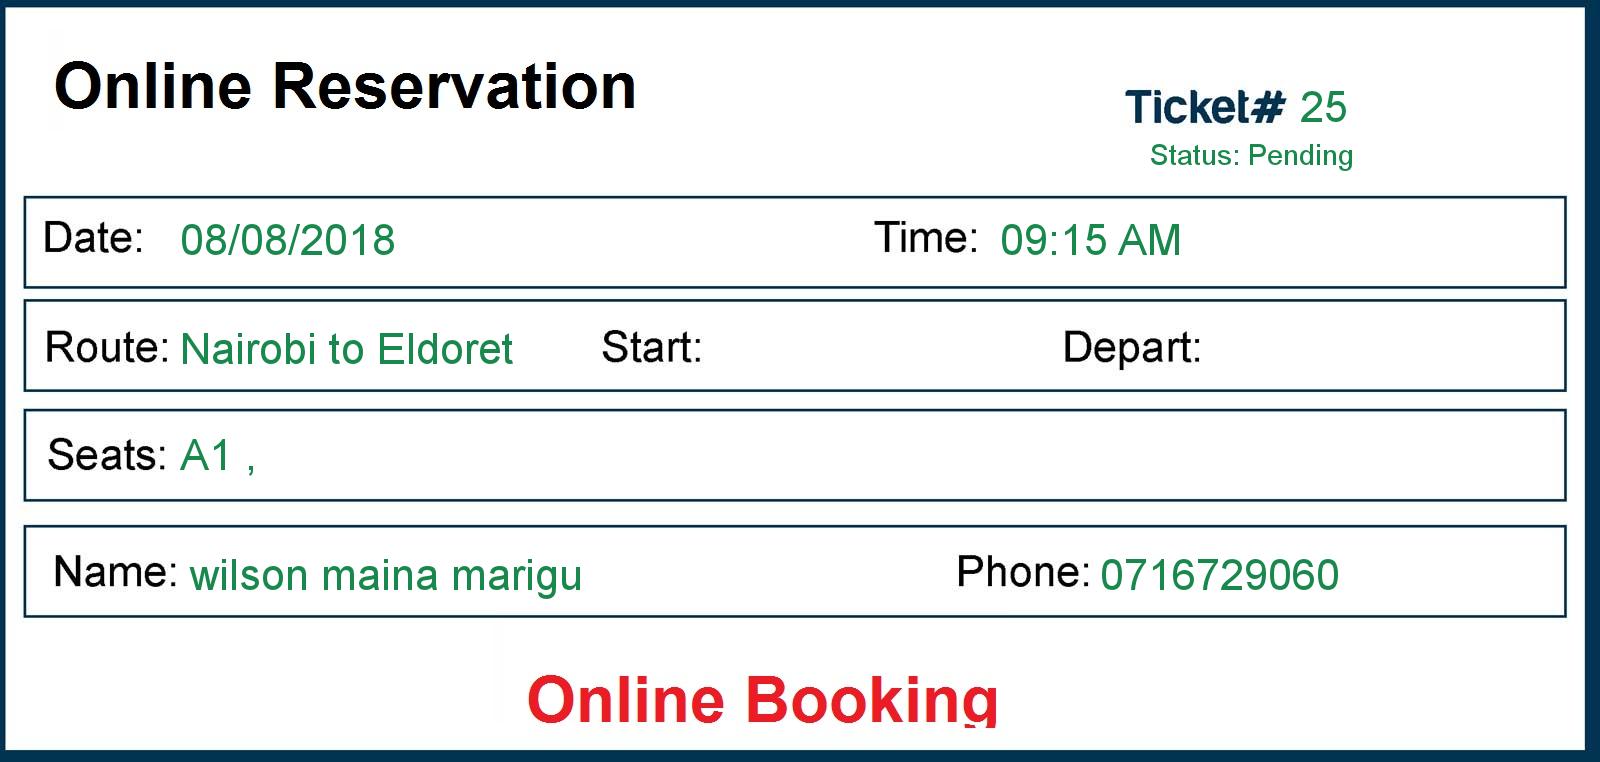 Online Reservation
Ticket# 25
Status: Pending
Date: 08/08/2018 Time: 09:15 AM
Route: Nairobi to Eldoret Start: Depart:
Seats: A1 ,
Name: wilson maina marigu Phone: 0716729060
Online Booking